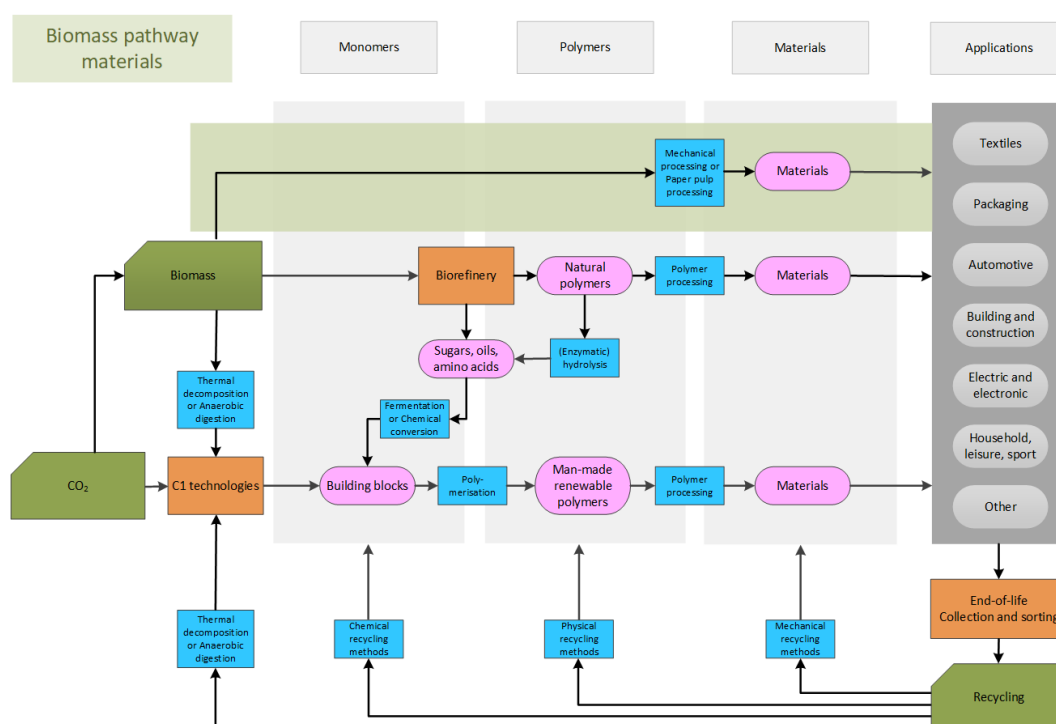 Biomass pathway
materials
Monomers
Polymers
Materials
Applications
Mechanical
processing or
Paper pulp
processing
Materials
Textiles
Packaging
Biomass
Biorefinery
Natural
polymers
Polymer
processing
Materials
Automotive
Building and
construction
Sugars, oils,
amino acids
(Enzymatic)
hydrolysis
Thermal
decomposition
or Anaerobic
digestion
Electric and
electronic
Fermentation
or Chemical
conversion
Household,
leisure, sport
CO₂
C1 technologies
Building blocks
Poly-
merisation
Man-made
renewable
polymers
Polymer
processing
Materials
Other
End-of-life
Collection and sorting
Thermal
decomposition
or Anaerobic
digestion
Chemical
recycling
methods
Physical
recycling
methods
Mechanical
recycling
methods
Recycling